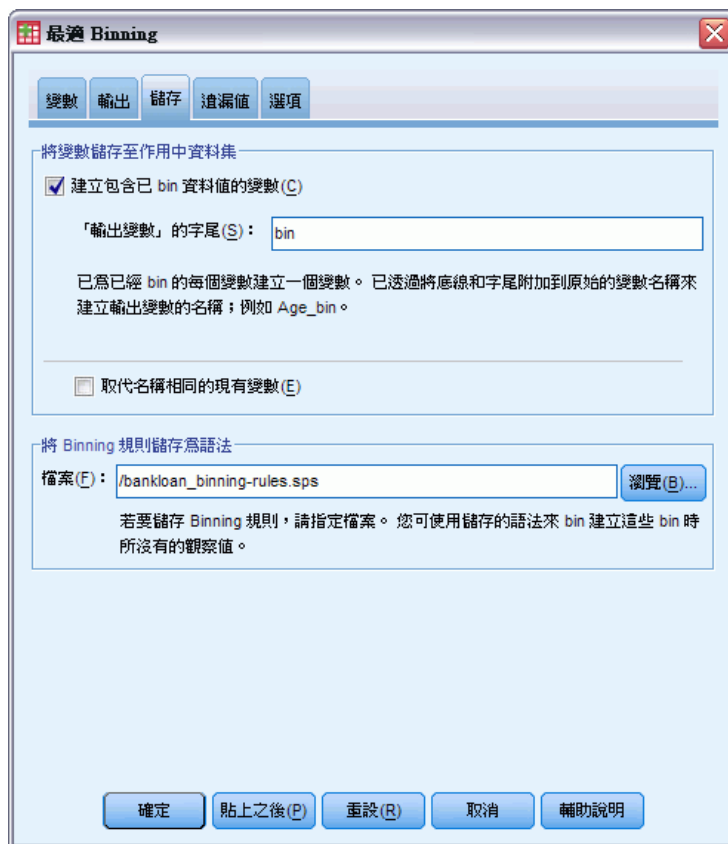 最適 Binning
變數 輸出 儲存 遺漏值 選項
將變數儲存至作用中資料集
建立包含已 bin 資料值的變數(C)
「輸出變數」的字尾(S)： bin
已為已經 bin 的每個變數建立一個變數。已透過將底線和字尾附加到原始的變數名稱來
建立輸出變數的名稱；例如 Age_bin。
取代名稱相同的現有變數(E)
將 Binning 規則儲存為語法
檔案(F)： /bankloan_binning-rules.sps 瀏覽(B)...
若要儲存 Binning 規則，請指定檔案。您可使用儲存的語法來 bin 建立這些 bin 時
所沒有的觀察值。
確定 貼上之後(P) 重設(R) 取消 輔助說明